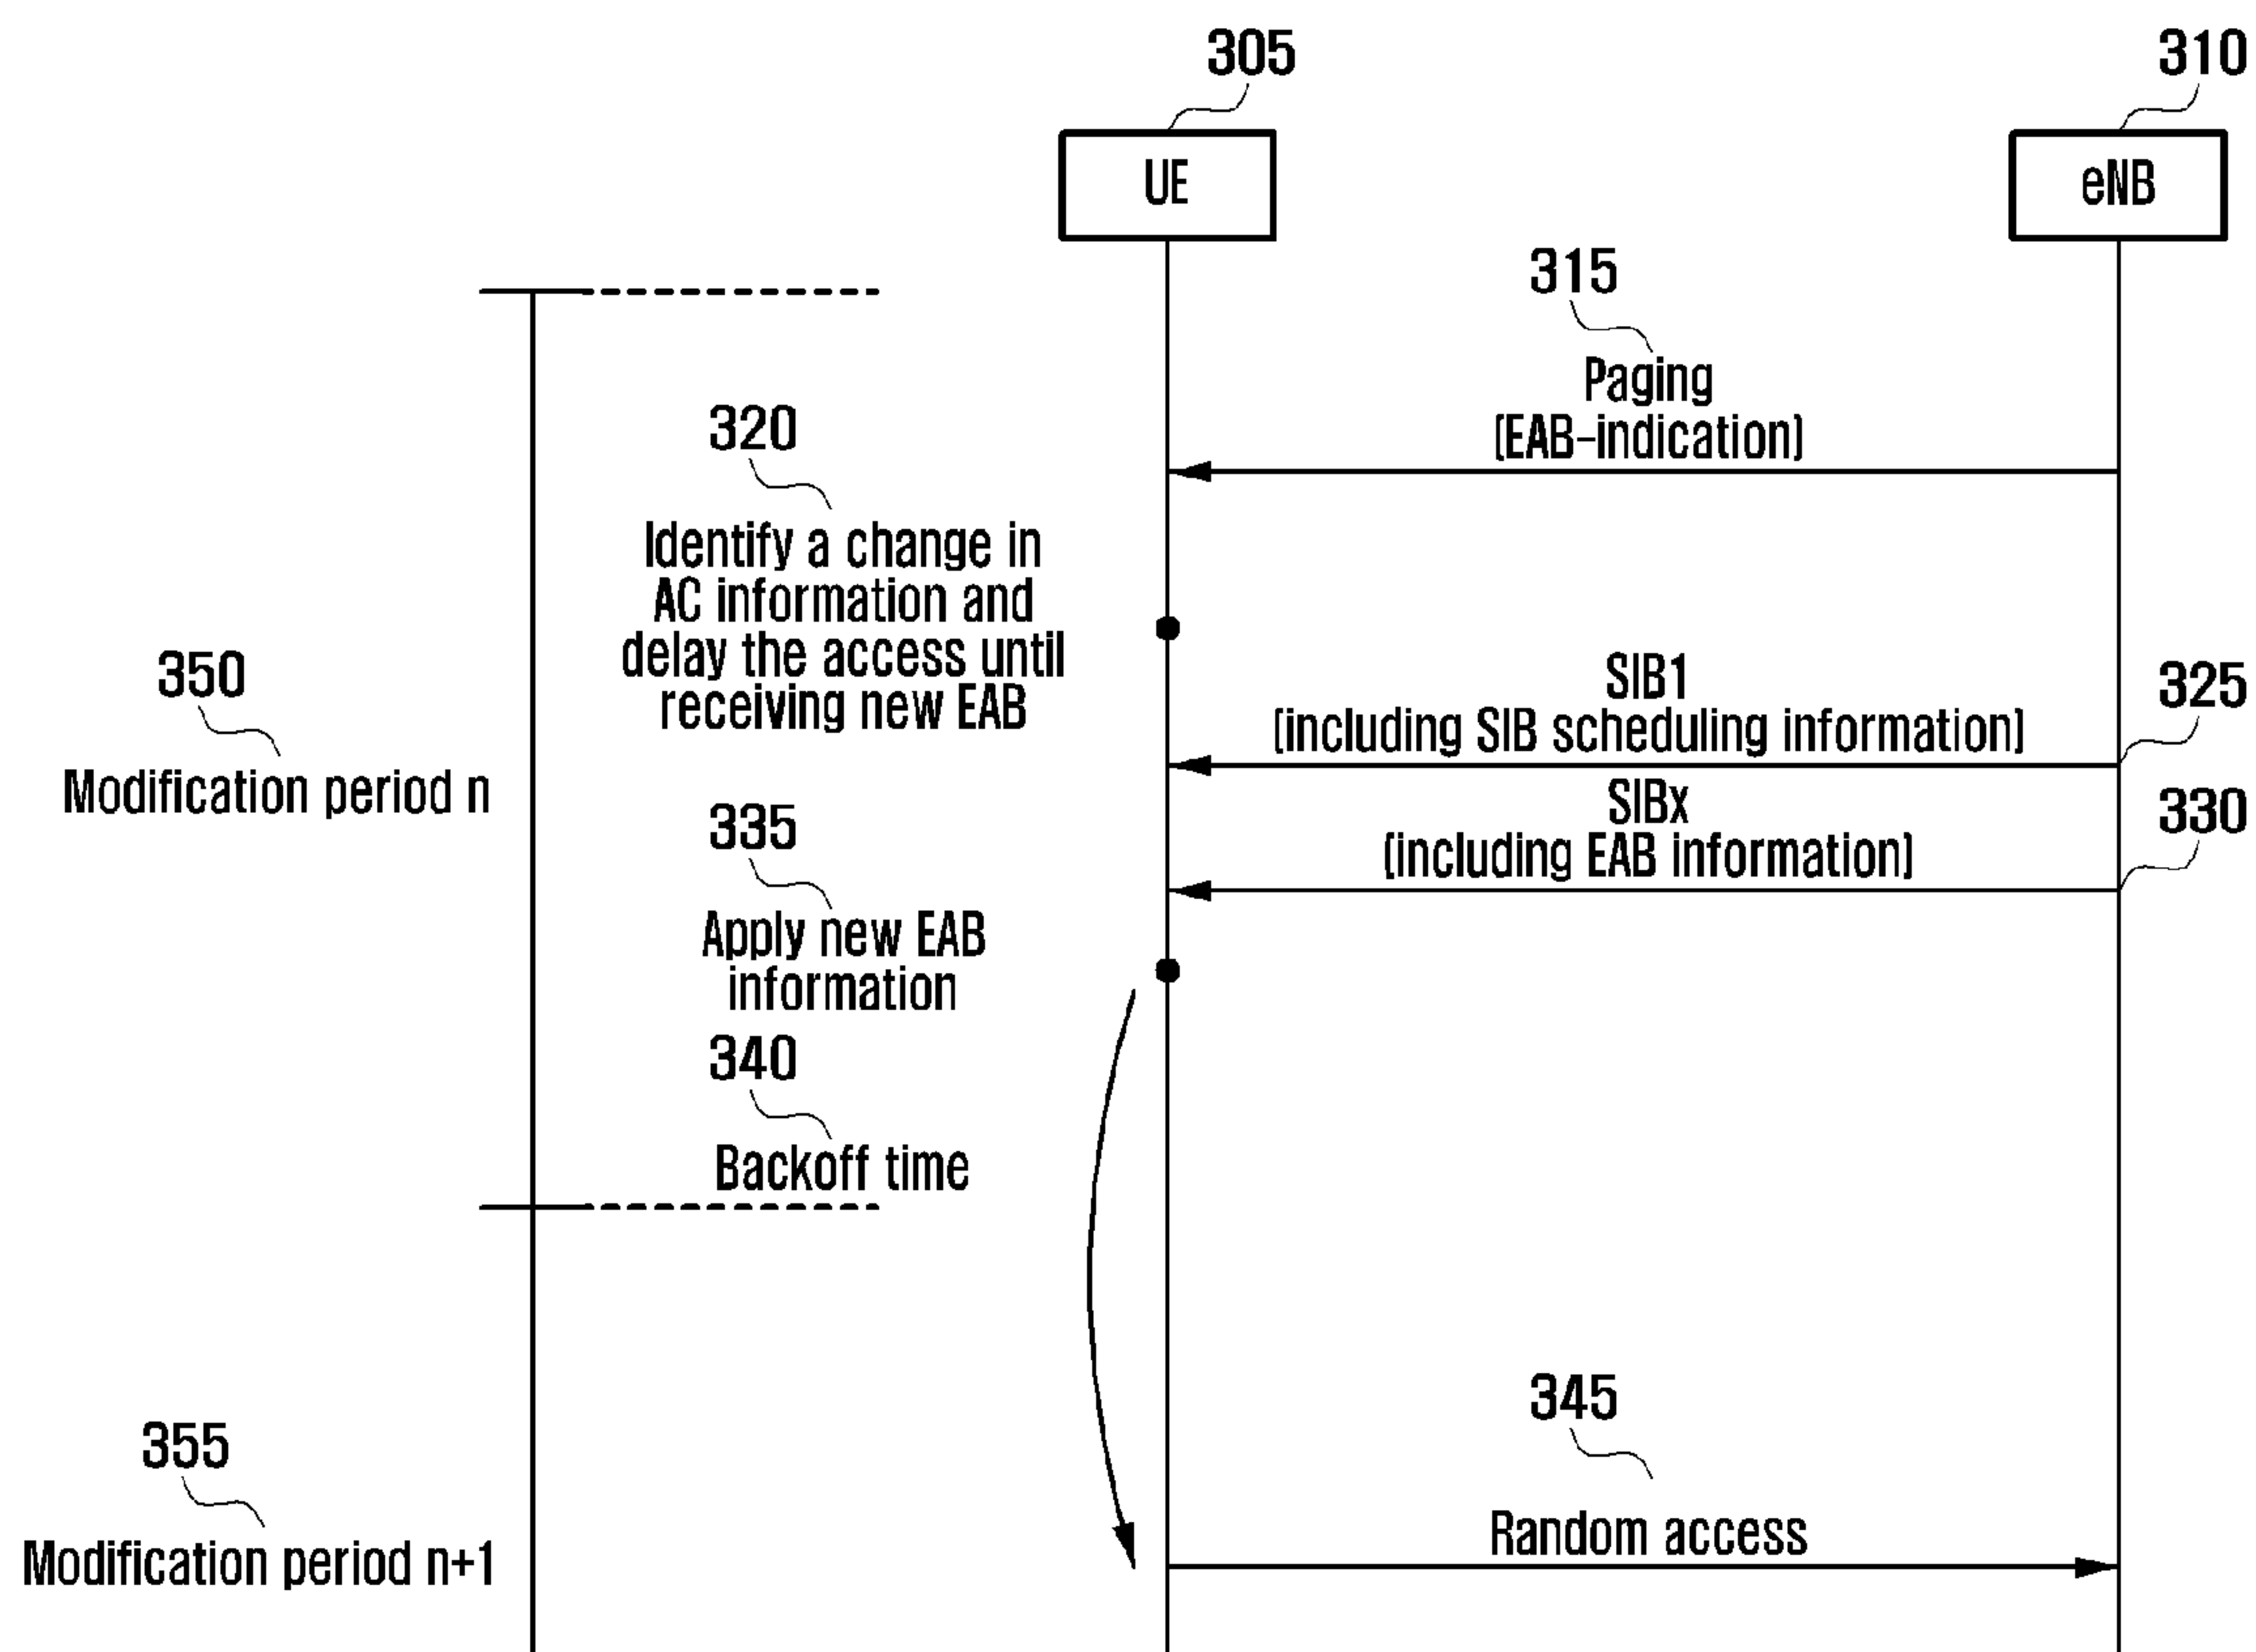 305
310
UE
eNB
315
Paging
(EAB-indication)
320
Identify a change in
AC information and
delay the access until
receiving new EAB
350
Modification period n
SIB1
(including SIB scheduling information)
325
SIBx
(including EAB information)
330
335
Apply new EAB
information
340
Backoff time
345
Random access
355
Modification period n+1